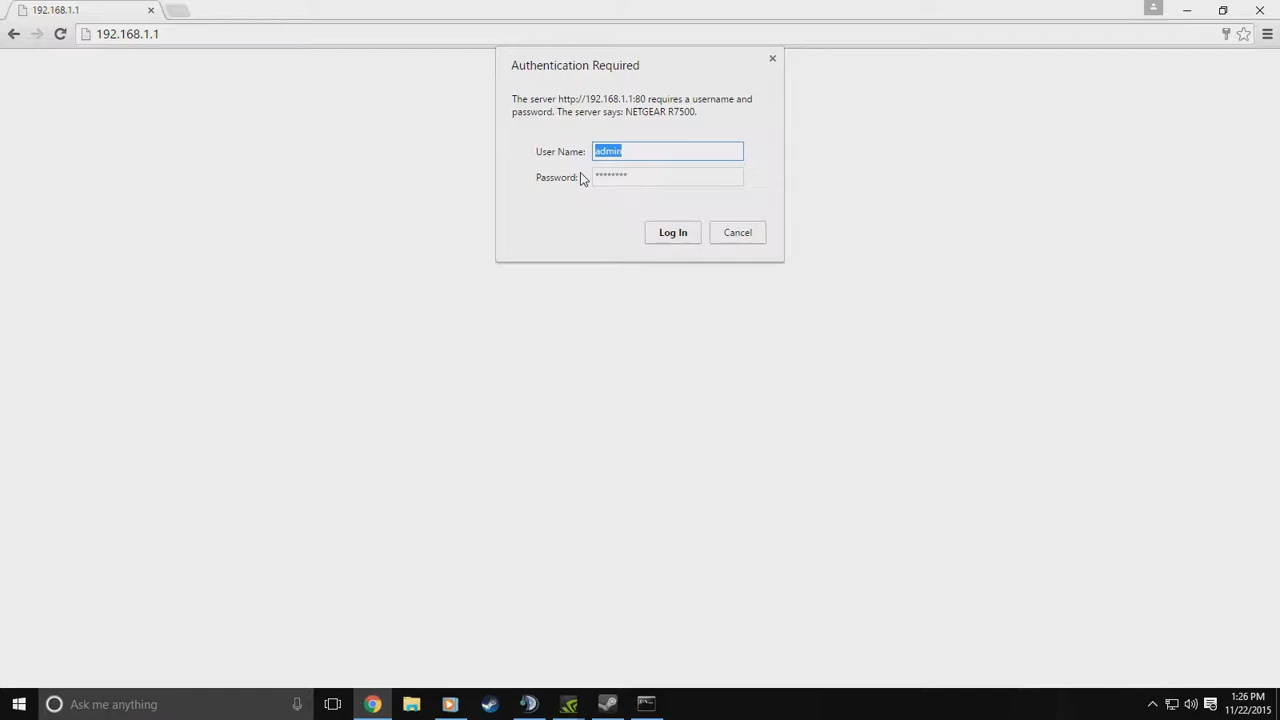 192.168.1.1
192.168.1.1
Authentication Required
The server http://192.168.1.1:80 requires a username and
password. The server says: NETGEAR R7500.
User Name: admin
Password: ********
Log In Cancel
Ask me anything
1:26 PM
11/22/2015